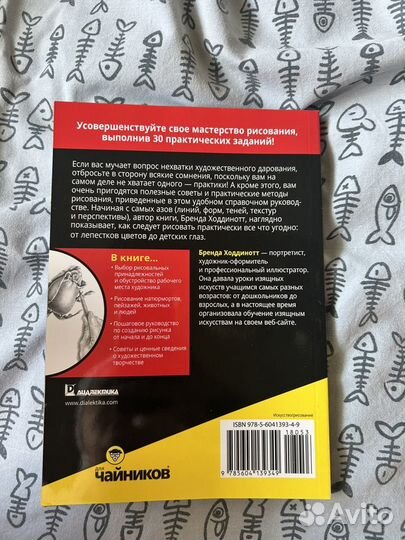 Усовершенствуйте свое мастерство рисования,
выполнив 30 практических заданий!
Если вас мучает вопрос нехватки художественного дарования,
отбросьте в сторону всякие сомнения, поскольку вам на
самом деле не хватает одного — практики! А кроме этого, вам
очень пригодятся полезные советы и практические методы
рисования, приведенные в этом удобном справочном руковод-
стве. Начиная с самых азов (линий, форм, теней, текстур
и перспективы), автор книги, Бренда Ходдинотт, наглядно
показывает, как следует рисовать практически все что угодно:
от лепестков цветов до детских глаз.
В книге...
• Выбор рисовальных
принадлежностей
и обустройство рабочего
места художника
• Рисование натюрмортов,
пейзажей, животных
и людей
• Пошаговое руководство
по созданию рисунка
от начала и до конца
• Советы и ценные сведения
о художественном
творчестве
Бренда Ходдинотт — портретист,
художник-оформитель
и профессиональный иллюстратор.
Она давала уроки изящных
искусств учащимся самых разных
возрастов: от дошкольников до
взрослых, а в настоящее время
организовала обучение изящным
искусствам на своем веб-сайте.
ДИАЛЕКТИКА
www.dialektika.com
Искусство/рисование
ISBN 978-5-6041393-4-9
18053
9 785604 139349
для
ЧАЙНИКОВ
Avito